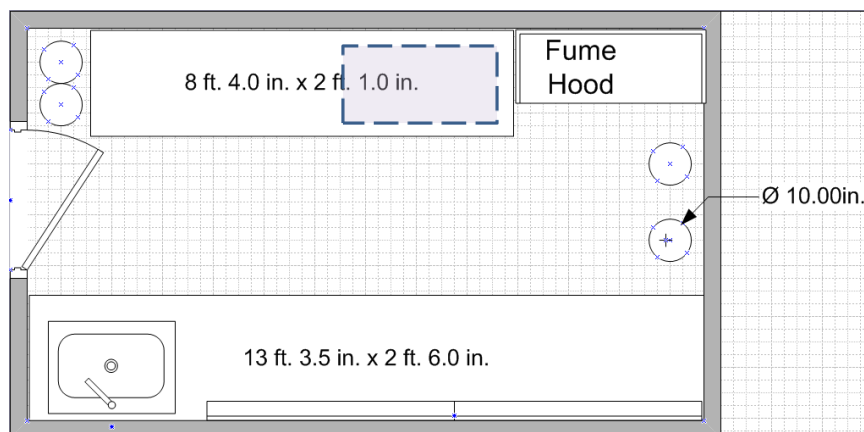 Fume
Hood
8 ft. 4.0 in. x 2 ft. 1.0 in.
Ø 10.00in.
13 ft. 3.5 in. x 2 ft. 6.0 in.